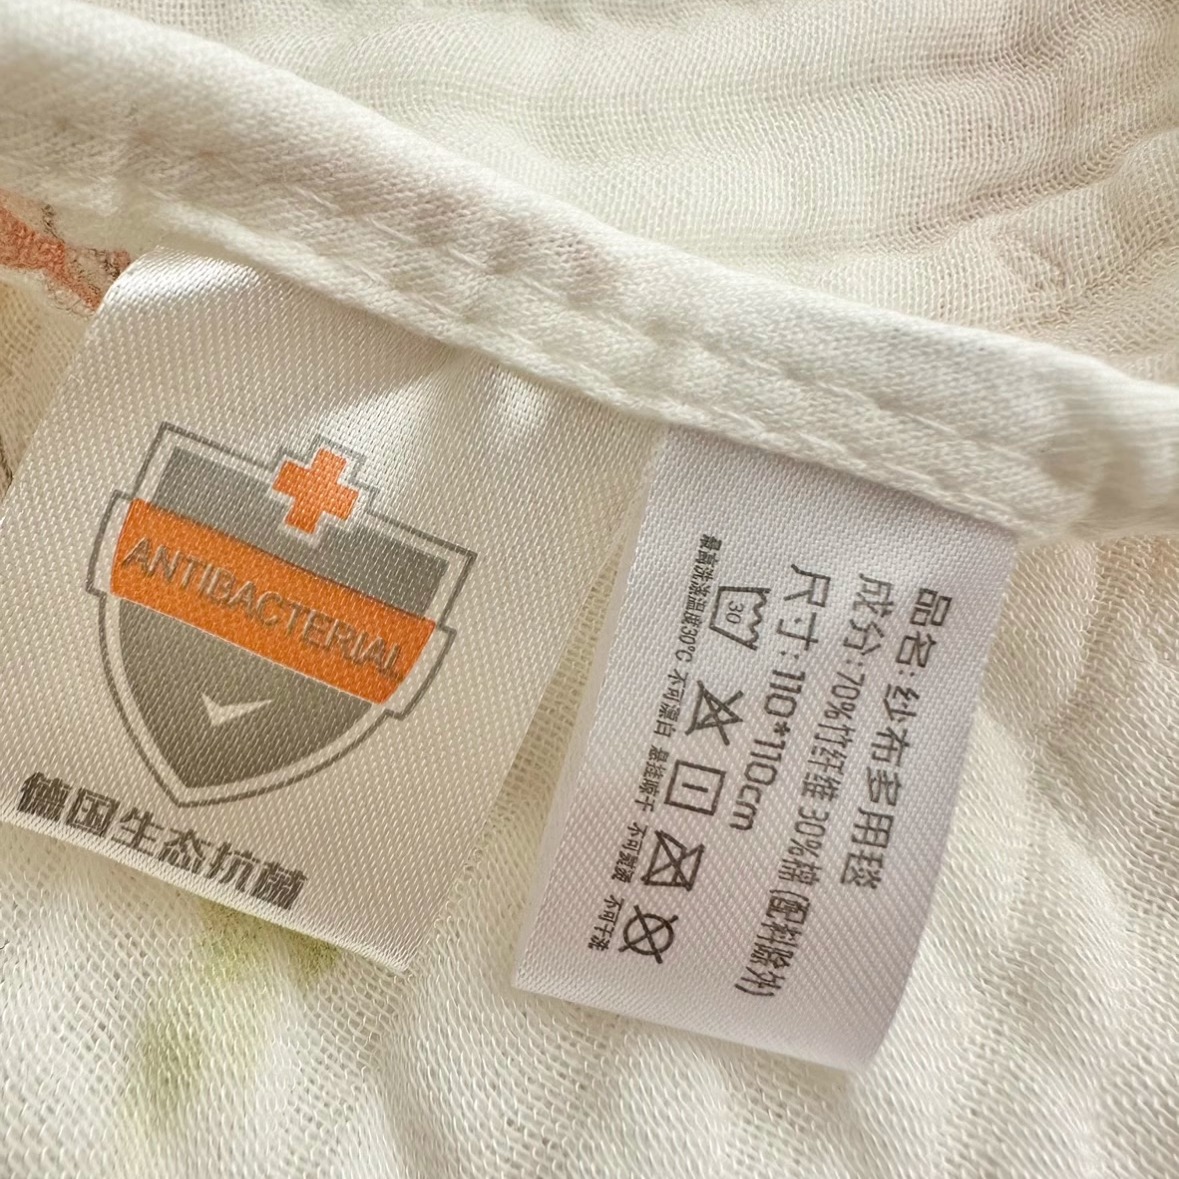 ANTIBACTERIAL
德国生态抗菌
品名:纱布多用毯
成分:70%竹纤维 30%棉(配料除外)
尺寸:110*110cm
30
最高洗涤温度30℃ 不可漂白 悬挂晾干 不可氯漂 不可干洗